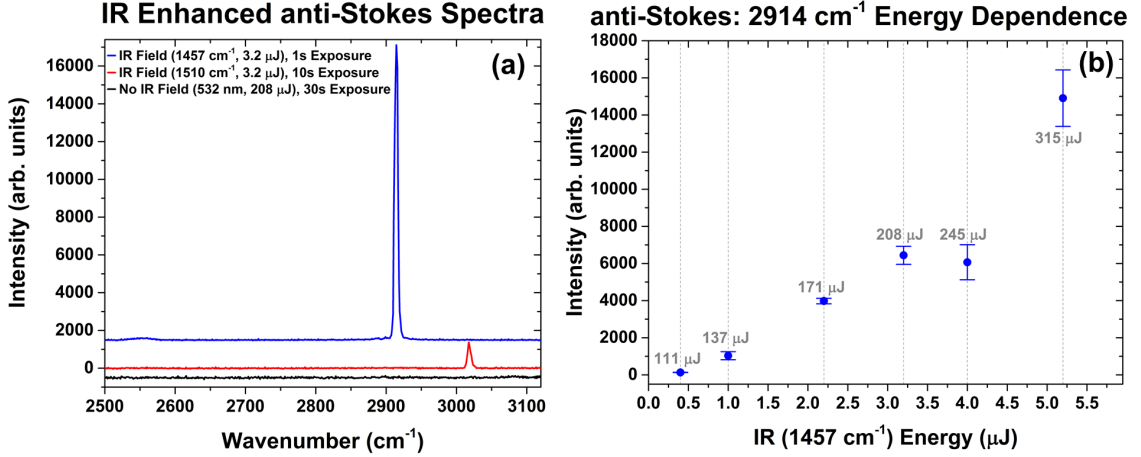 IR Enhanced anti-Stokes Spectra
IR Field (1457 cm⁻¹, 3.2 μJ), 1s Exposure
IR Field (1510 cm⁻¹, 3.2 μJ), 10s Exposure
No IR Field (532 nm, 208 μJ), 30s Exposure
(a)
Intensity (arb. units)
16000
14000
12000
10000
8000
6000
4000
2000
0
2500 2600 2700 2800 2900 3000 3100
Wavenumber (cm⁻¹)
anti-Stokes: 2914 cm⁻¹ Energy Dependence
(b)
Intensity (arb. units)
18000
16000
14000
12000
10000
8000
6000
4000
2000
0
111 μJ
137 μJ
171 μJ
208 μJ
245 μJ
315 μJ
0.0 0.5 1.0 1.5 2.0 2.5 3.0 3.5 4.0 4.5 5.0 5.5
IR (1457 cm⁻¹) Energy (μJ)